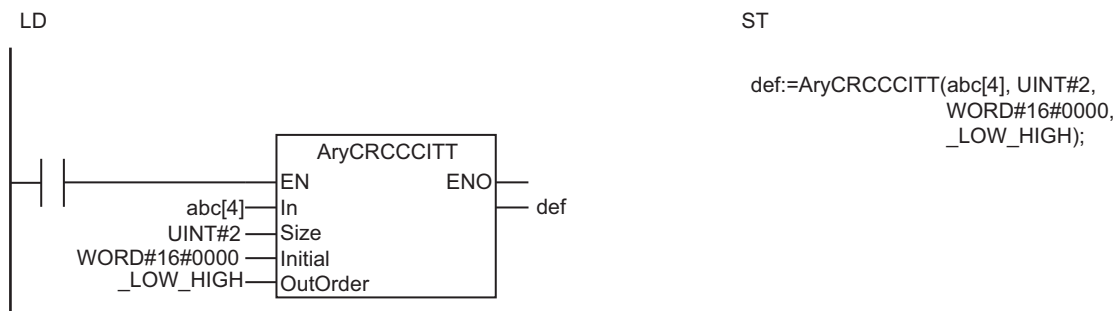 LD
ST
def:=AryCRCCCITT(abc[4], UINT#2,
WORD#16#0000,
_LOW_HIGH);
AryCRCCCITT
EN ENO
abc[4] In def
UINT#2 Size
WORD#16#0000 Initial
_LOW_HIGH OutOrder